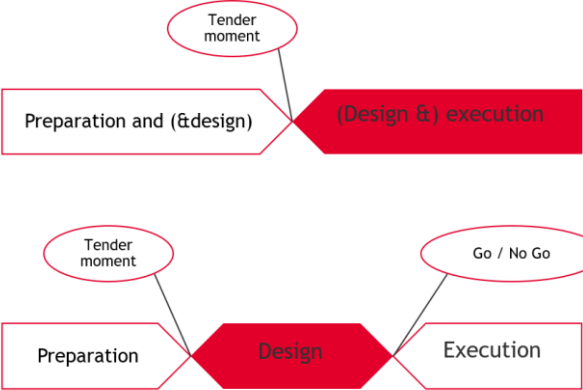 Tender
moment
Preparation and (&design)
(Design &) execution
Tender
moment
Go / No Go
Preparation
Design
Execution